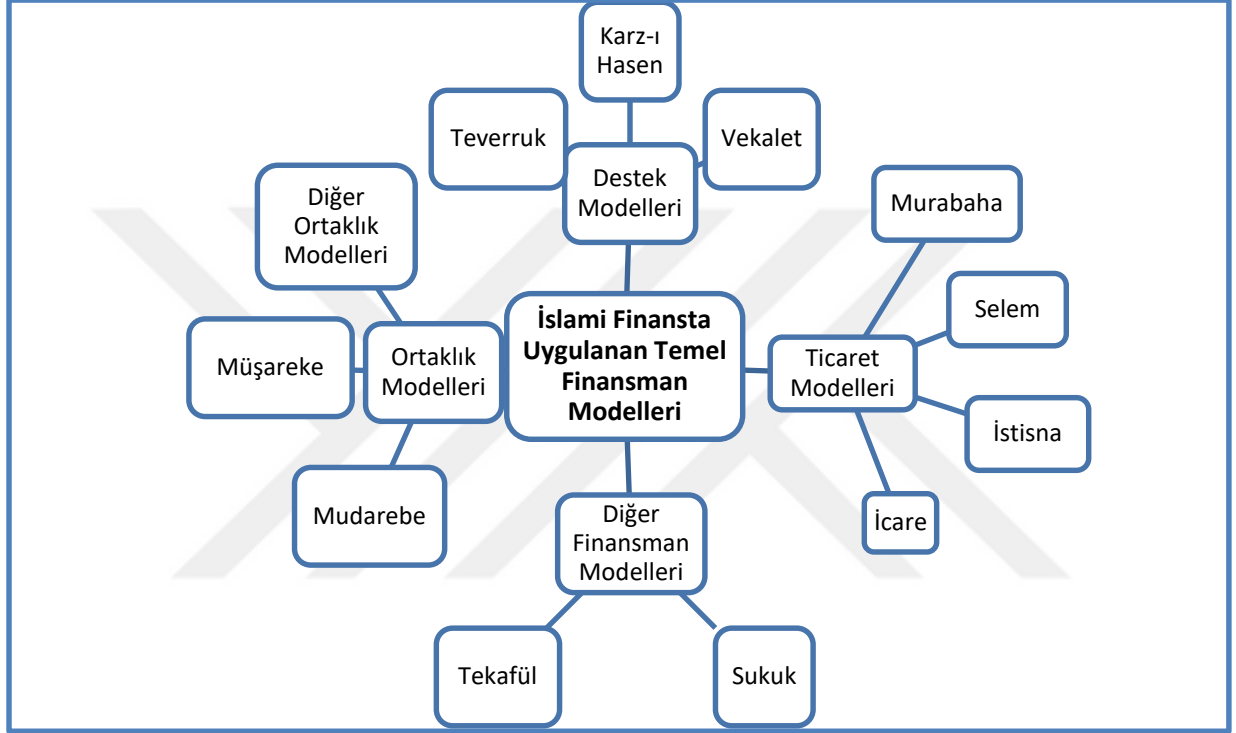 Karz-ı
Hasen
Teverruk
Vekalet
Destek
Modelleri
Diğer
Ortaklık
Modelleri
Müşareke
Ortaklık
Modelleri
Mudarebe
İslami Finansta
Uygulanan Temel
Finansman
Modelleri
Murabaha
Selem
Ticaret
Modelleri
İstisna
İcare
Diğer
Finansman
Modelleri
Tekafül
Sukuk